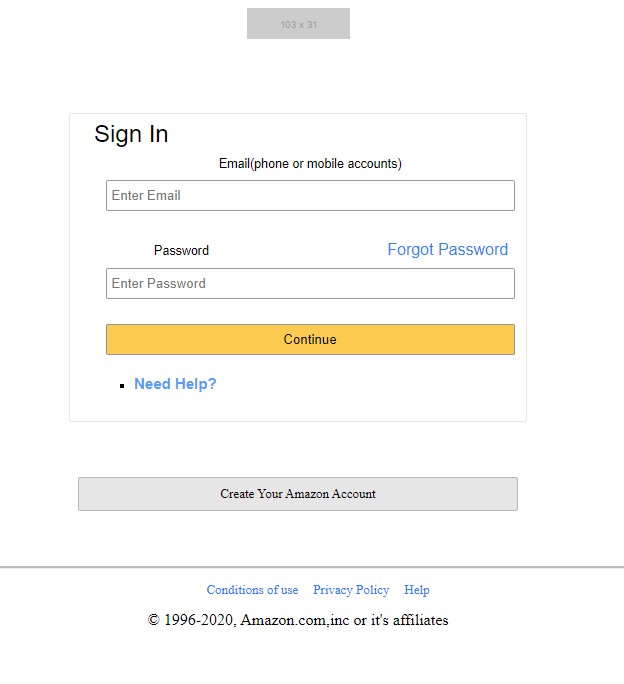 103 x 31
Sign In
Email(phone or mobile accounts)
Enter Email
Password Forgot Password
Enter Password
Continue
Need Help?
Create Your Amazon Account
Conditions of use Privacy Policy Help
© 1996-2020, Amazon.com,inc or it's affiliates